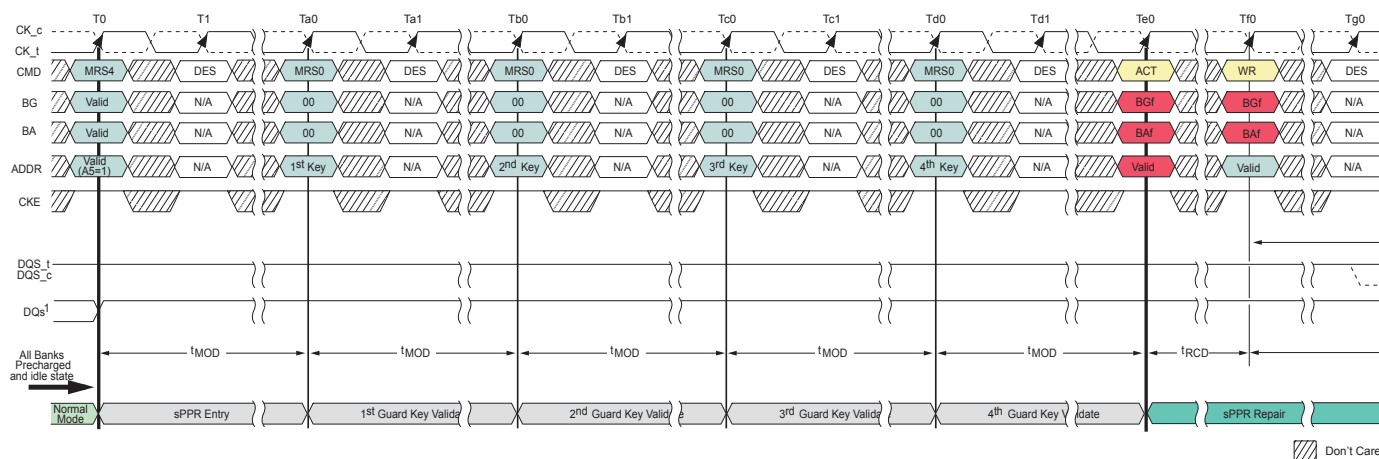 T0 T1 Ta0 Ta1 Tb0 Tb1 Tc0 Tc1 Td0 Td1 Te0 Tf0 Tg0
CK_c
CK_t
CMD MRS4 DES MRS0 DES MRS0 DES MRS0 DES MRS0 DES ACT WR DES
BG Valid N/A 00 N/A 00 N/A 00 N/A 00 N/A BGf BGf N/A
BA Valid N/A 00 N/A 00 N/A 00 N/A 00 N/A BAf BAf N/A
ADDR Valid (A5=1) N/A 1st Key N/A 2nd Key N/A 3rd Key N/A 4th Key N/A Valid Valid N/A
CKE
DQS_t
DQS_c
DQs1
tMOD tMOD tMOD tMOD tMOD tRCD
All Banks
Precharged
and idle state
Normal Mode sPPR Entry 1st Guard Key Valida 2nd Guard Key Valid e 3rd Guard Key Valida 4th Guard Key V idate sPPR Repair
Don't Care